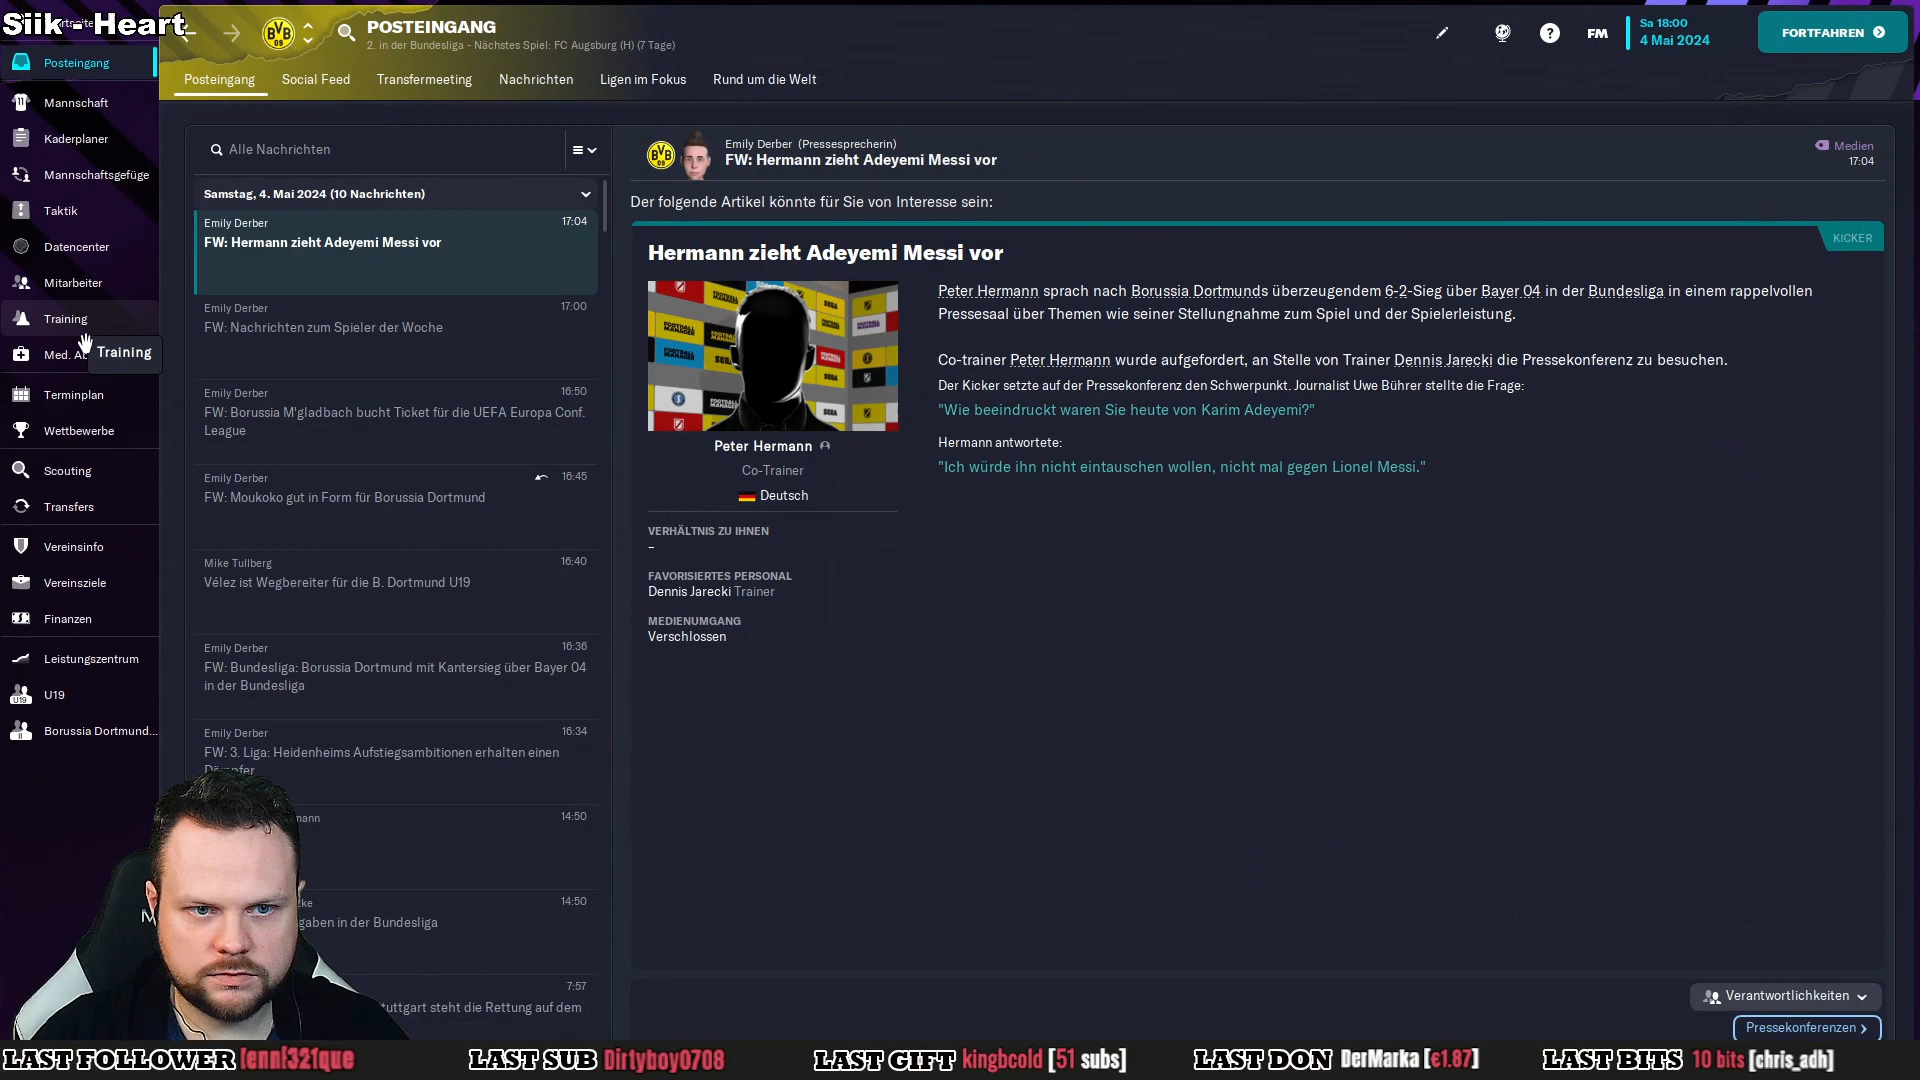 Siik - Heart
POSTEINGANG
2. in der Bundesliga - Nächstes Spiel: FC Augsburg (H) (7 Tage)
FM
Sa 18:00
4 Mai 2024
FORTFAHREN
Posteingang
Social Feed
Transfermeeting
Nachrichten
Ligen im Fokus
Rund um die Welt
Posteingang
Mannschaft
Kaderplaner
Mannschaftsgefüge
Taktik
Datencenter
Mitarbeiter
Training
Med.
Training
Terminplan
Wettbewerbe
Scouting
Transfers
Vereinsinfo
Vereinsziele
Finanzen
Leistungszentrum
U19
Borussia Dortmund...
Alle Nachrichten
Samstag, 4. Mai 2024 (10 Nachrichten)
Emily Derber 17:04
FW: Hermann zieht Adeyemi Messi vor
Emily Derber 17:00
FW: Nachrichten zum Spieler der Woche
Emily Derber 16:50
FW: Borussia M'gladbach bucht Ticket für die UEFA Europa Conf.
League
Emily Derber 16:45
FW: Moukoko gut in Form für Borussia Dortmund
Mike Tullberg 16:40
Vélez ist Wegbereiter für die B. Dortmund U19
Emily Derber 16:36
FW: Bundesliga: Borussia Dortmund mit Kantersieg über Bayer 04
in der Bundesliga
Emily Derber 16:34
FW: 3. Liga: Heidenheims Aufstiegsambitionen erhalten einen
Dämpfer
mann 14:50
ke 14:50
gaben in der Bundesliga
7:57
tuttgart steht die Rettung auf dem
Emily Derber (Pressesprecherin)
FW: Hermann zieht Adeyemi Messi vor
Medien
17:04
Der folgende Artikel könnte für Sie von Interesse sein:
KICKER
Hermann zieht Adeyemi Messi vor
Peter Hermann sprach nach Borussia Dortmunds überzeugendem 6-2-Sieg über Bayer 04 in der Bundesliga in einem rappelvollen
Pressesaal über Themen wie seiner Stellungnahme zum Spiel und der Spielerleistung.
Co-trainer Peter Hermann wurde aufgefordert, an Stelle von Trainer Dennis Jarecki die Pressekonferenz zu besuchen.
Der Kicker setzte auf der Pressekonferenz den Schwerpunkt. Journalist Uwe Bührer stellte die Frage:
"Wie beeindruckt waren Sie heute von Karim Adeyemi?"
Hermann antwortete:
"Ich würde ihn nicht eintauschen wollen, nicht mal gegen Lionel Messi."
Peter Hermann
Co-Trainer
Deutsch
VERHÄLTNIS ZU IHNEN
–
FAVORISIERTES PERSONAL
Dennis Jarecki Trainer
MEDIENUMGANG
Verschlossen
Verantwortlichkeiten
Pressekonferenzen
LAST FOLLOWER lennf321que
LAST SUB Dirtyboy0708
LAST GIFT kingbcold [51 subs]
LAST DON DerMarka [€1.87]
LAST BITS 10 bits [chris_adh]